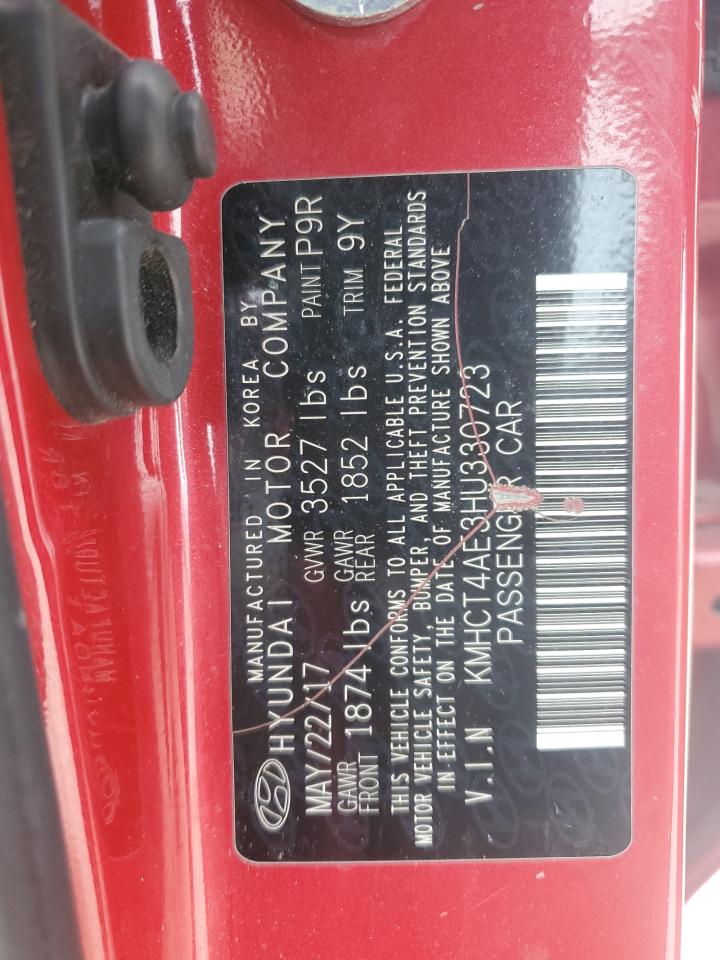 MANUFACTURED IN KOREA BY
HYUNDAI MOTOR COMPANY
MAY/22/17 GVWR 3527 lbs PAINT P9R
GAWR FRONT 1874 lbs GAWR REAR 1852 lbs TRIM 9Y
THIS VEHICLE CONFORMS TO ALL APPLICABLE U.S.A. FEDERAL
MOTOR VEHICLE SAFETY, BUMPER, AND THEFT PREVENTION STANDARDS
IN EFFECT ON THE DATE OF MANUFACTURE SHOWN ABOVE
V.I.N KMHCT4AE3HU330723
PASSENGER CAR